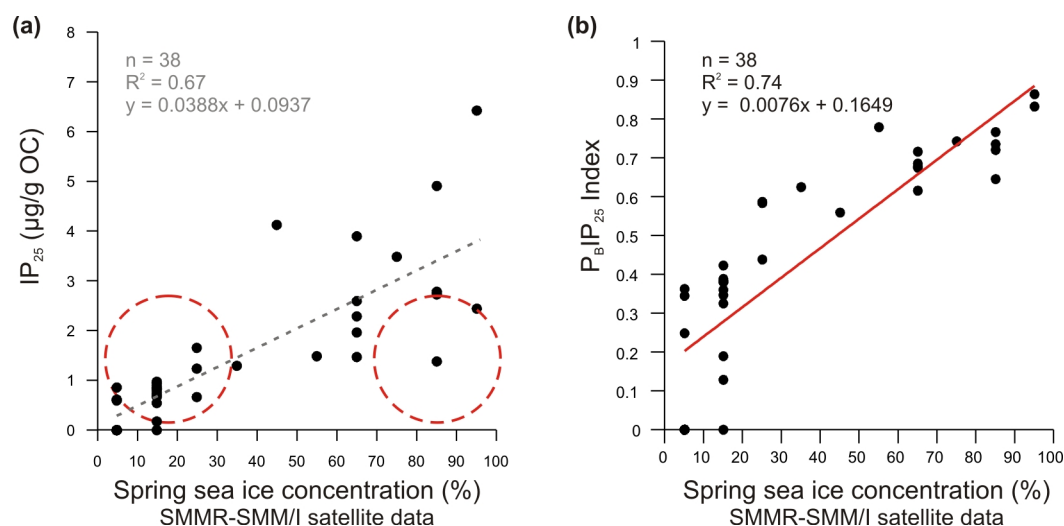 (a)
n = 38
R² = 0.67
y = 0.0388x + 0.0937
IP₂₅ (µg/g OC)
8
7
6
5
4
3
2
1
0
0 10 20 30 40 50 60 70 80 90 100
Spring sea ice concentration (%)
SMMR-SMM/I satellite data
(b)
n = 38
R² = 0.74
y = 0.0076x + 0.1649
P_BIP₂₅ Index
1
0.9
0.8
0.7
0.6
0.5
0.4
0.3
0.2
0.1
0
0 10 20 30 40 50 60 70 80 90 100
Spring sea ice concentration (%)
SMMR-SMM/I satellite data